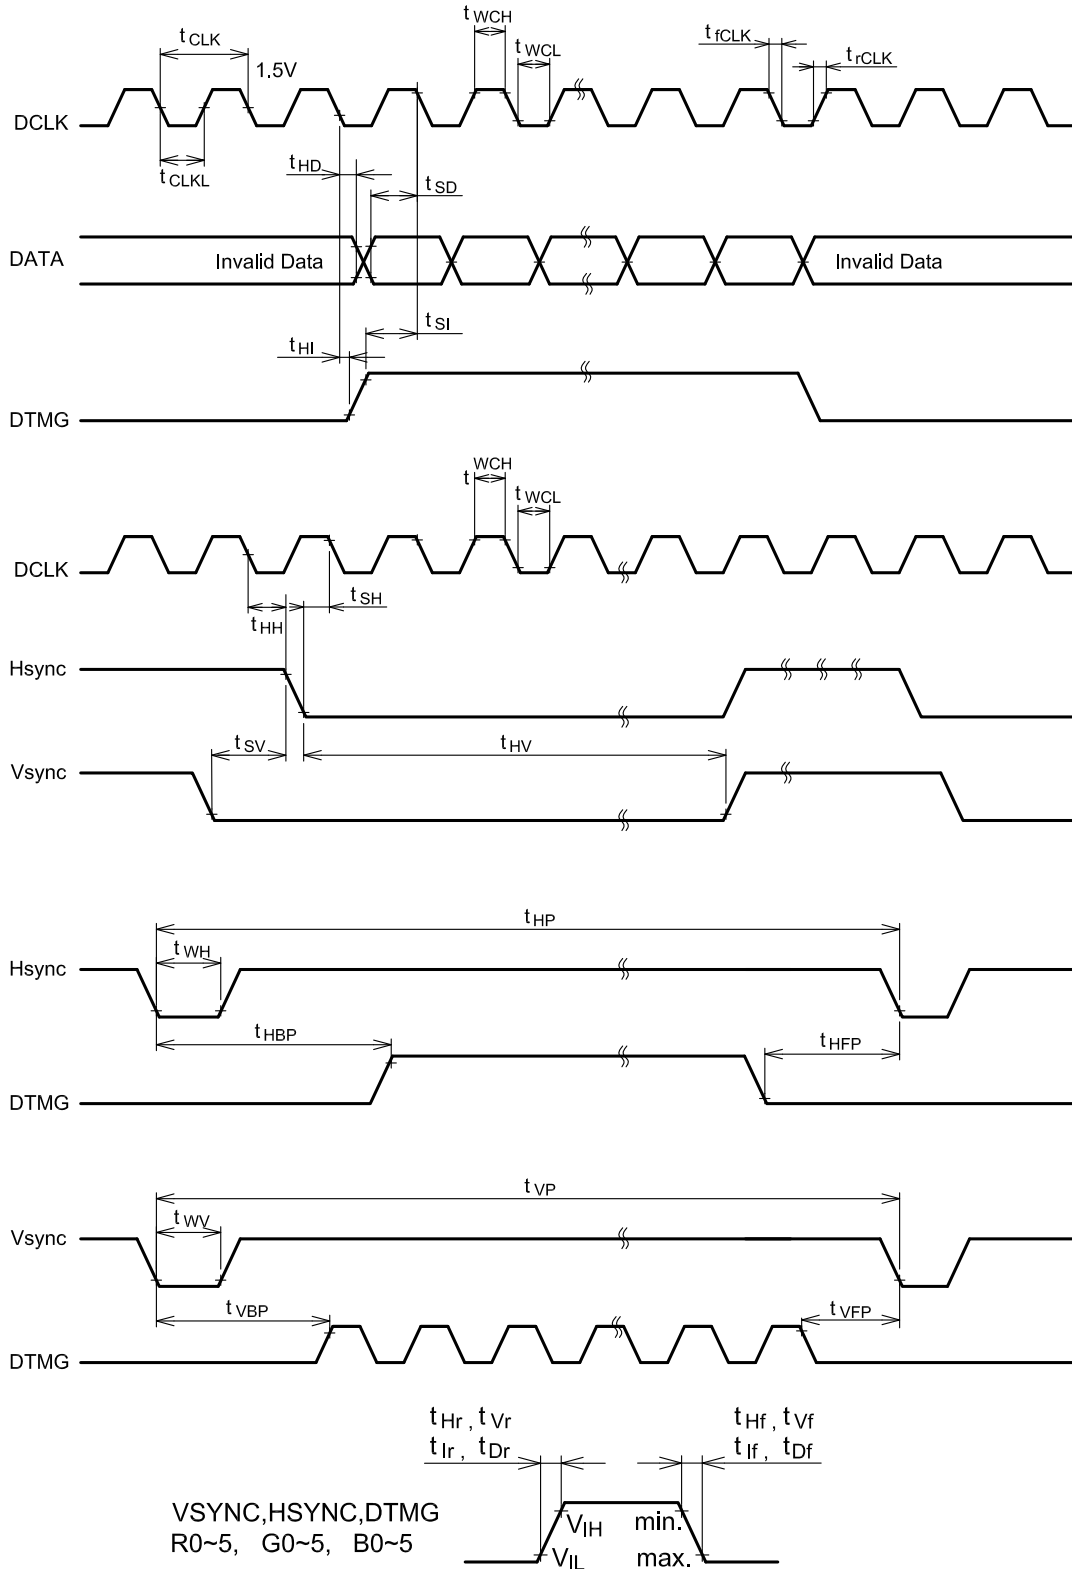 t WCH
t CLK
t WCL
t fCLK
t rCLK
1.5V
DCLK
t CLKL
t HD
t SD
DATA
Invalid Data
Invalid Data
t SI
t HI
DTMG
t WCH
t WCL
DCLK
t SH
t HH
Hsync
t SV
t HV
Vsync
t HP
t WH
Hsync
t HBP
t HFP
DTMG
t VP
t WV
Vsync
t VBP
t VFP
DTMG
t Hr , t Vr
t Hf , t Vf
t Ir , t Dr
t If , t Df
VSYNC,HSYNC,DTMG
R0~5, G0~5, B0~5
VIH min.
VIL max.